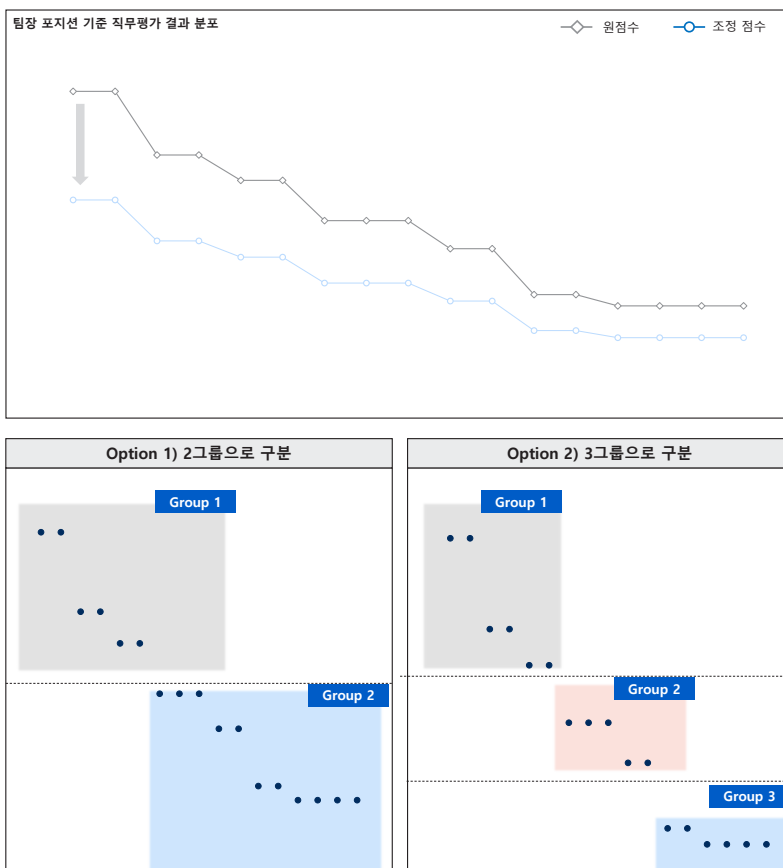 팀장 포지션 기준 직무평가 결과 분포
원점수
조정 점수
Option 1) 2그룹으로 구분
Group 1
Group 2
Option 2) 3그룹으로 구분
Group 1
Group 2
Group 3